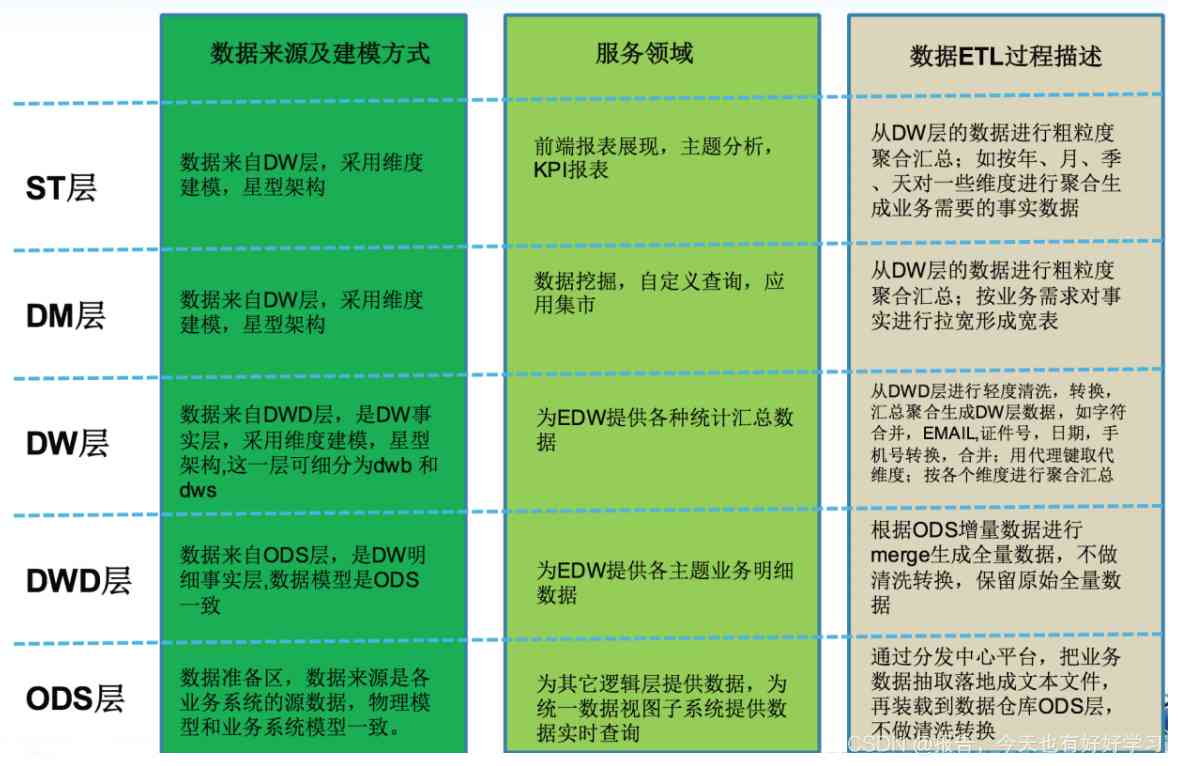 数据来源及建模方式
服务领域
数据ETL过程描述
ST层
数据来自DW层，采用维度
建模，星型架构
前端报表展现，主题分析，
KPI报表
从DW层的数据进行粗粒度
聚合汇总；如按年、月、季
、天对一些维度进行聚合生
成业务需要的事实数据
DM层
数据来自DW层，采用维度
建模，星型架构
数据挖掘，自定义查询，应
用集市
从DW层的数据进行粗粒度
聚合汇总；按业务需求对事
实进行拉宽形成宽表
DW层
数据来自DWD层，是DW事
实层，采用维度建模，星型
架构,这一层可细分为dwb 和
dws
为EDW提供各种统计汇总数
据
从DWD层进行轻度清洗，转换，
汇总聚合生成DW层数据，如字符
合并，EMAIL,证件号，日期，手
机号转换，合并；用代理键取代
维度；按各个维度进行聚合汇总
DWD层
数据来自ODS层，是DW明
细事实层,数据模型是ODS
一致
为EDW提供各主题业务明细
数据
根据ODS增量数据进行
merge生成全量数据，不做
清洗转换，保留原始全量数
据
ODS层
数据准备区，数据来源是各
业务系统的源数据，物理模
型和业务系统模型一致。
为其它逻辑层提供数据，为
统一数据视图子系统提供数
据实时查询
通过分发中心平台，把业务
数据抽取落地成文本文件，
再装载到数据仓库ODS层，
不做清洗转换
CSDN @报告，今天也有好好学习